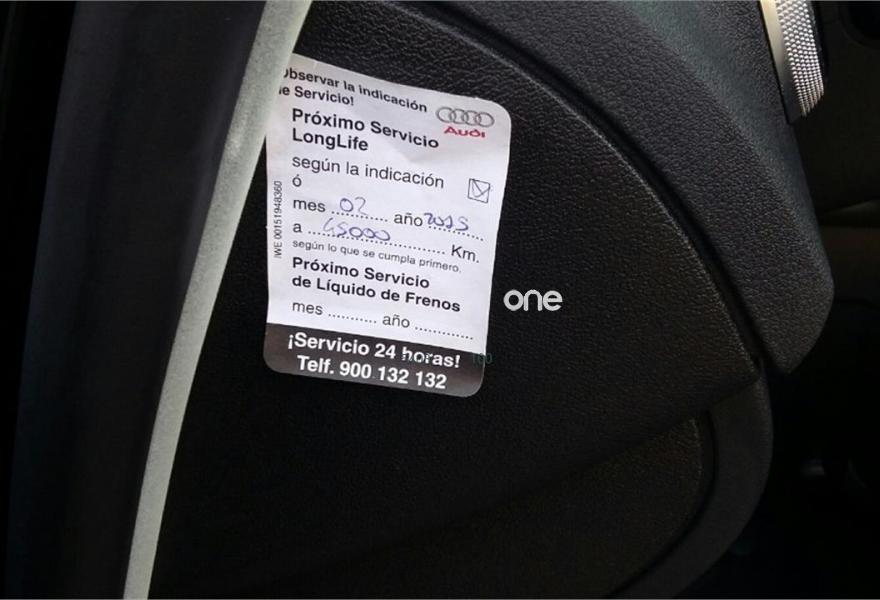 Observar la indicación
de Servicio!
Audi
Próximo Servicio
LongLife
según la indicación
ó
mes 02 año
a 45000 Km.
según lo que se cumpla primero.
Próximo Servicio
de Líquido de Frenos
mes ........... año .............
¡Servicio 24 horas!
Telf. 900 132 132
IWE 00151948360
one